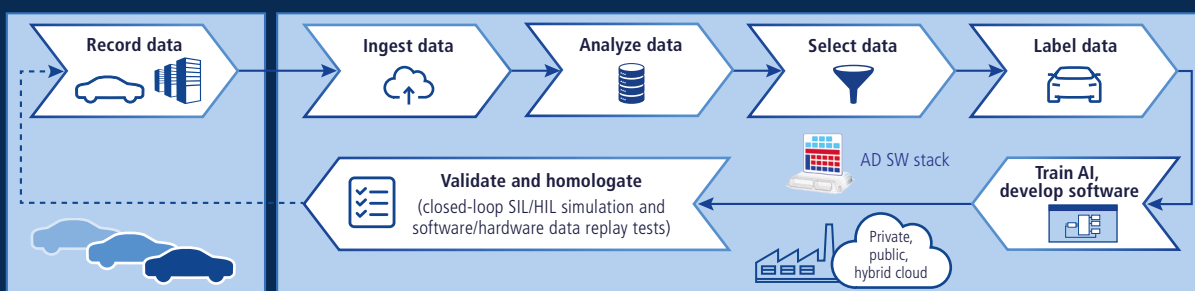 Record data
Ingest data
Analyze data
Select data
Label data
Validate and homologate
(closed-loop SIL/HIL simulation and
software/hardware data replay tests)
AD SW stack
Train AI,
develop software
Private,
public,
hybrid cloud